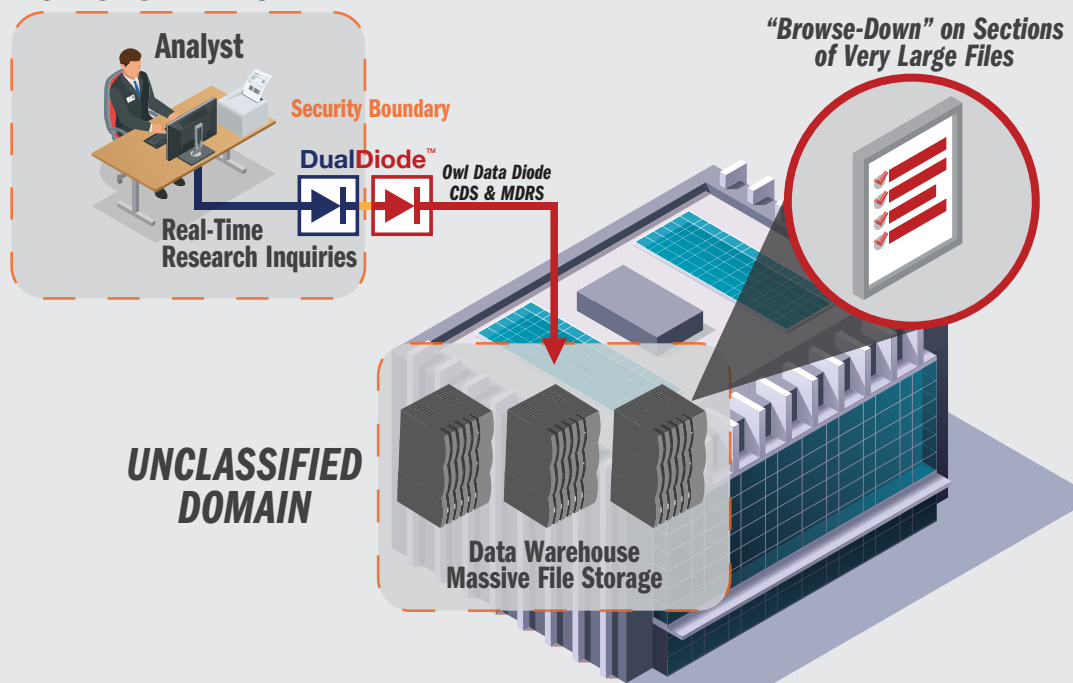 Analyst
Security Boundary
DualDiode™
Owl Data Diode
CDS & MDRS
Real-Time
Research Inquiries
"Browse-Down" on Sections
of Very Large Files
UNCLASSIFIED
DOMAIN
Data Warehouse
Massive File Storage